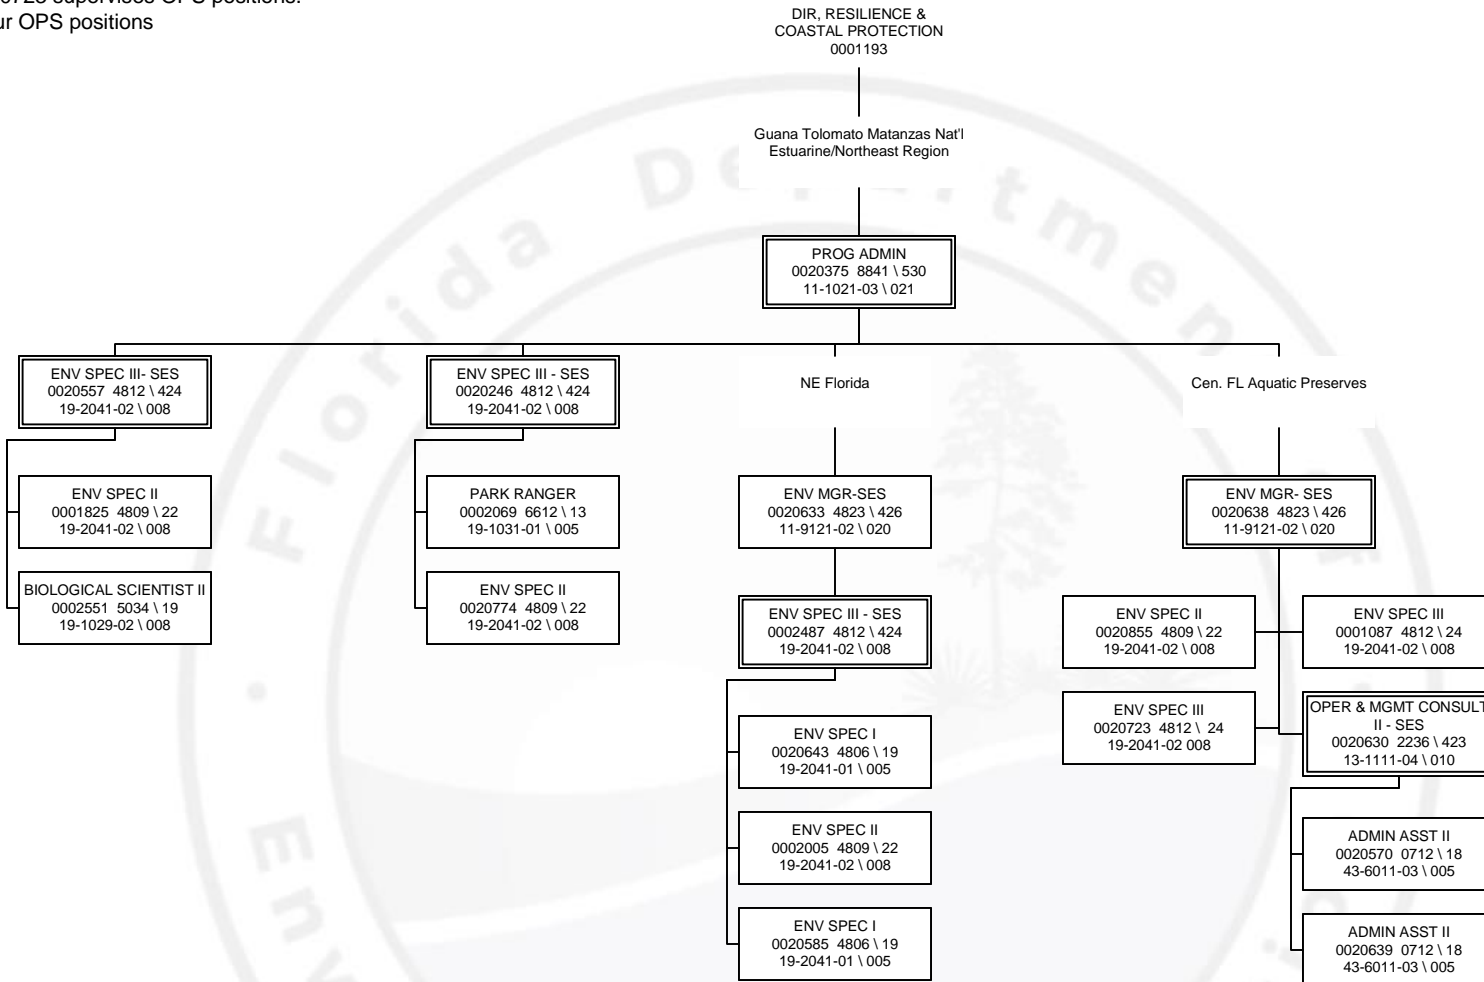 0723 supervises OPS positions.
ur OPS positions
DIR, RESILIENCE &
COASTAL PROTECTION
0001193
Guana Tolomato Matanzas Nat'l
Estuarine/Northeast Region
PROG ADMIN
0020375 8841 \ 530
11-1021-03 \ 021
ENV SPEC III- SES
0020557 4812 \ 424
19-2041-02 \ 008
ENV SPEC III - SES
0020246 4812 \ 424
19-2041-02 \ 008
NE Florida
Cen. FL Aquatic Preserves
ENV SPEC II
0001825 4809 \ 22
19-2041-02 \ 008
PARK RANGER
0002069 6612 \ 13
19-1031-01 \ 005
ENV MGR-SES
0020633 4823 \ 426
11-9121-02 \ 020
ENV MGR- SES
0020638 4823 \ 426
11-9121-02 \ 020
BIOLOGICAL SCIENTIST II
0002551 5034 \ 19
19-1029-02 \ 008
ENV SPEC II
0020774 4809 \ 22
19-2041-02 \ 008
ENV SPEC III - SES
0002487 4812 \ 424
19-2041-02 \ 008
ENV SPEC II
0020855 4809 \ 22
19-2041-02 \ 008
ENV SPEC III
0001087 4812 \ 24
19-2041-02 \ 008
ENV SPEC III
0020723 4812 \ 24
19-2041-02 008
OPER & MGMT CONSULT
II - SES
0020630 2236 \ 423
13-1111-04 \ 010
ENV SPEC I
0020643 4806 \ 19
19-2041-01 \ 005
ENV SPEC II
0002005 4809 \ 22
19-2041-02 \ 008
ENV SPEC I
0020585 4806 \ 19
19-2041-01 \ 005
ADMIN ASST II
0020570 0712 \ 18
43-6011-03 \ 005
ADMIN ASST II
0020639 0712 \ 18
43-6011-03 \ 005
Florida